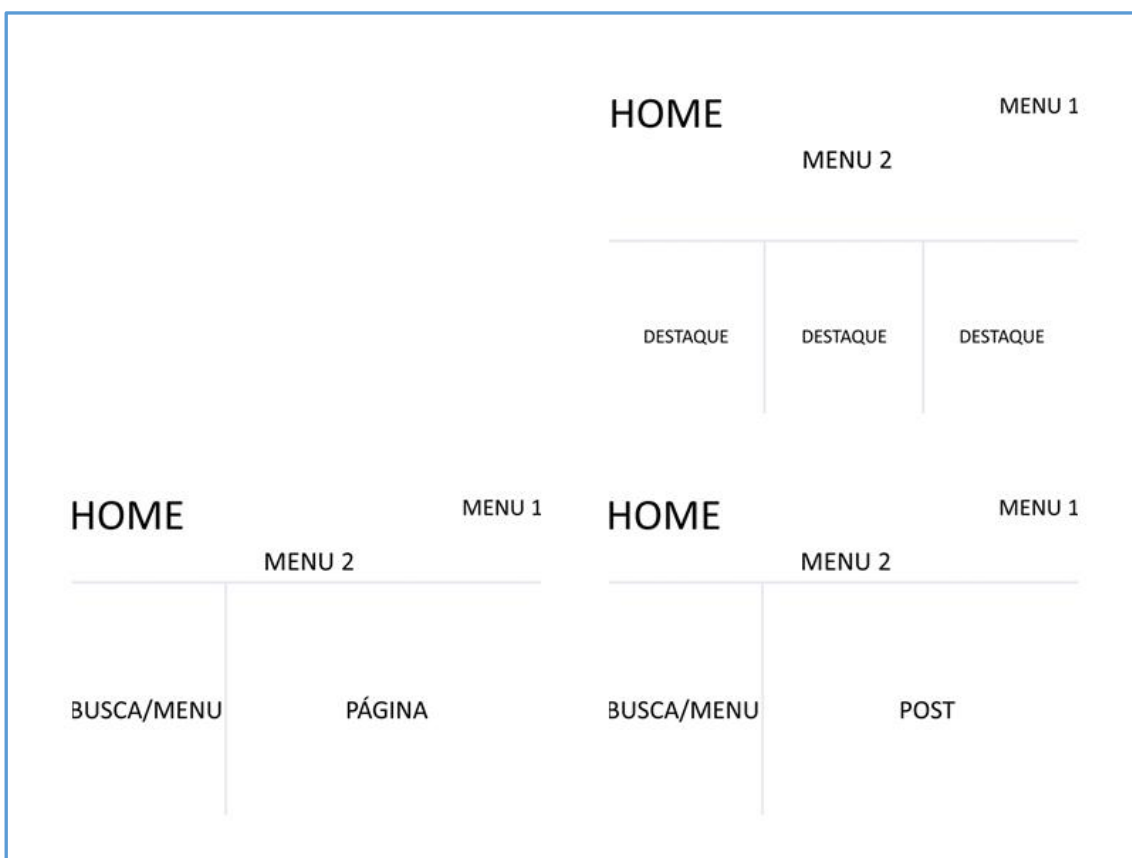 HOME
MENU 1
MENU 2
DESTAQUE
DESTAQUE
DESTAQUE
HOME
MENU 1
MENU 2
BUSCA/MENU
PÁGINA
HOME
MENU 1
MENU 2
BUSCA/MENU
POST